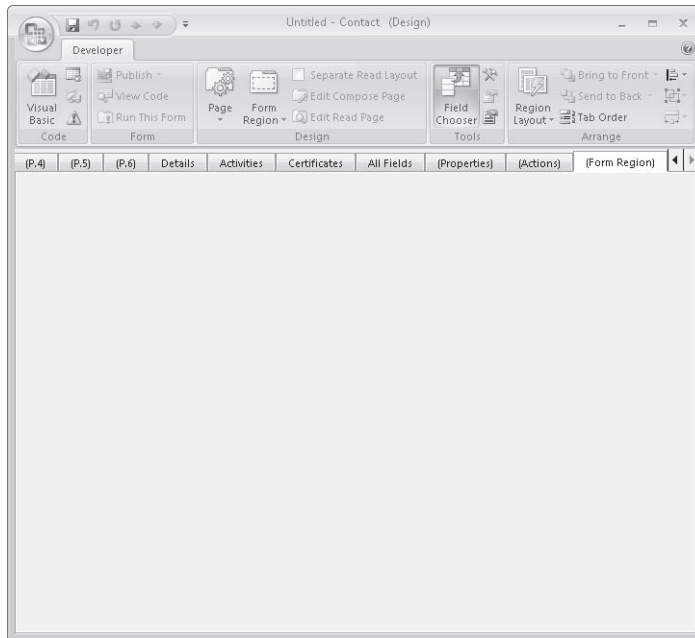 Untitled - Contact (Design)
Developer
Visual Basic
Code
Publish
View Code
Run This Form
Form
Page
Form Region
Separate Read Layout
Edit Compose Page
Edit Read Page
Design
Field Chooser
Tools
Region Layout
Bring to Front
Send to Back
Tab Order
Arrange
(P.4) (P.5) (P.6) Details Activities Certificates All Fields (Properties) (Actions) (Form Region)